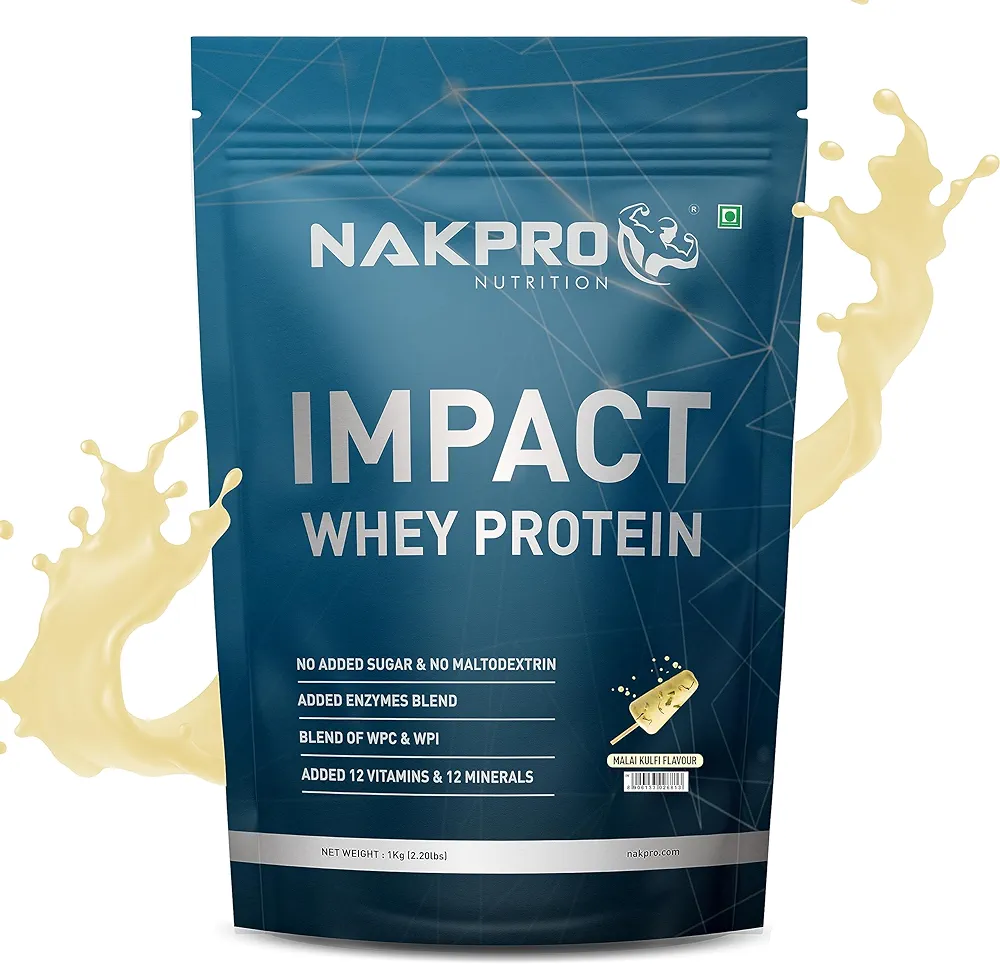 NAKPRO
®
NUTRITION
IMPACT
WHEY PROTEIN
NO ADDED SUGAR & NO MALTODEXTRIN
ADDED ENZYMES BLEND
BLEND OF WPC & WPI
ADDED 12 VITAMINS & 12 MINERALS
MALAI KULFI FLAVOUR
NET WEIGHT : 1Kg (2.20lbs)
nakpro.com